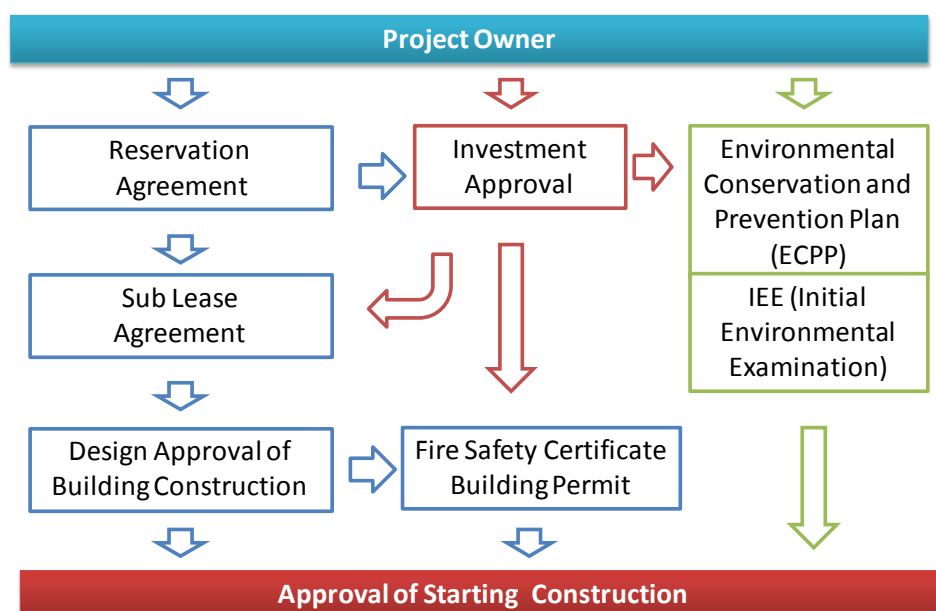 Project Owner
Reservation
Agreement
Investment
Approval
Environmental
Conservation and
Prevention Plan
(ECPP)
Sub Lease
Agreement
IEE (Initial
Environmental
Examination)
Design Approval of
Building Construction
Fire Safety Certificate
Building Permit
Approval of Starting Construction